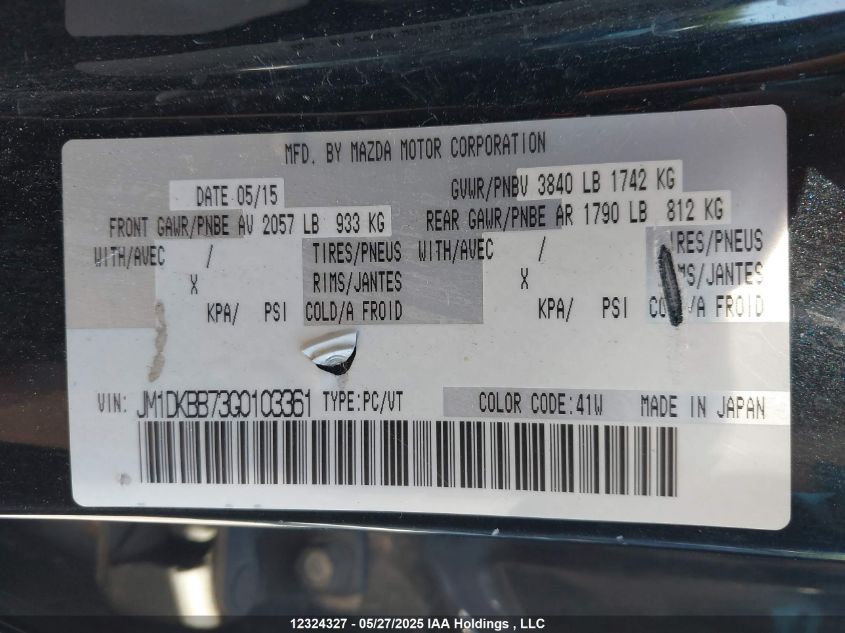 MFD. BY MAZDA MOTOR CORPORATION
DATE 05/15 GVWR/PNBV 3840 LB 1742 KG
FRONT GAWR/PNBE AV 2057 LB 933 KG REAR GAWR/PNBE AR 1790 LB 812 KG
WITH/AVEC / TIRES/PNEUS WITH/AVEC / TIRES/PNEUS
X RIMS/JANTES X RIMS/JANTES
KPA/ PSI COLD/A FROID KPA/ PSI COLD/A FROID
VIN: JM1DKBB73G0103361 TYPE:PC/VT COLOR CODE:41W MADE IN JAPAN
12324327 - 05/27/2025 IAA Holdings , LLC